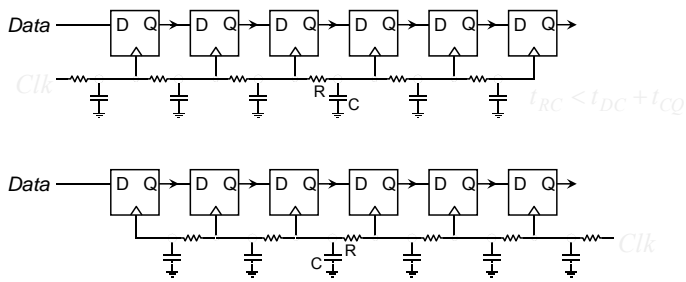 Data D Q D Q D Q D Q D Q D Q
Clk
R
C
t_RC < t_DC + t_CQ
Data D Q D Q D Q D Q D Q D Q
Clk
R
C